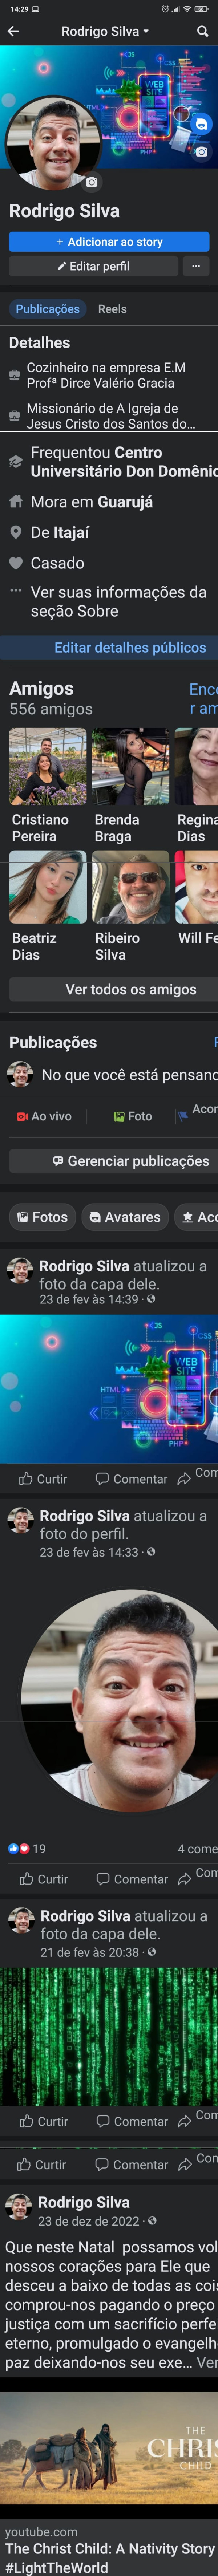 14:29
Rodrigo Silva
JS
CSS
HTML
WEB
SITE
PHP
Rodrigo Silva
+ Adicionar ao story
Editar perfil
Publicações Reels
Detalhes
Cozinheiro na empresa E.M
Profª Dirce Valério Gracia
Missionário de A Igreja de
Jesus Cristo dos Santos do...
Frequentou Centro
Universitário Don Domênic
Mora em Guarujá
De Itajaí
Casado
Ver suas informações da
seção Sobre
Editar detalhes públicos
Amigos
Enc
556 amigos
r am
Cristiano
Pereira
Brenda
Braga
Regina
Dias
Beatriz
Dias
Ribeiro
Silva
Will Fe
Ver todos os amigos
Publicações
F
No que você está pensand
Ao vivo
Foto
Acor
Gerenciar publicações
Fotos
Avatares
Aco
Rodrigo Silva atualizou a
foto da capa dele.
23 de fev às 14:39 ·
JS
CSS
WEB
SITE
HTML
PHP
Curtir Comentar Com
Rodrigo Silva atualizou a
foto do perfil.
23 de fev às 14:33 ·
19
4 come
Curtir Comentar Com
Rodrigo Silva atualizou a
foto da capa dele.
21 de fev às 20:38 ·
Curtir Comentar Com
Curtir Comentar Com
Rodrigo Silva
23 de dez de 2022 ·
Que neste Natal possamos vol
nossos corações para Ele que
desceu a baixo de todas as coi
comprou-nos pagando o preço
justiça com um sacrifício perfe
eterno, promulgado o evangelh
paz deixando-nos seu exe... Ver
THE
CHRIS
CHILD
youtube.com
The Christ Child: A Nativity Story
#LightTheWorld